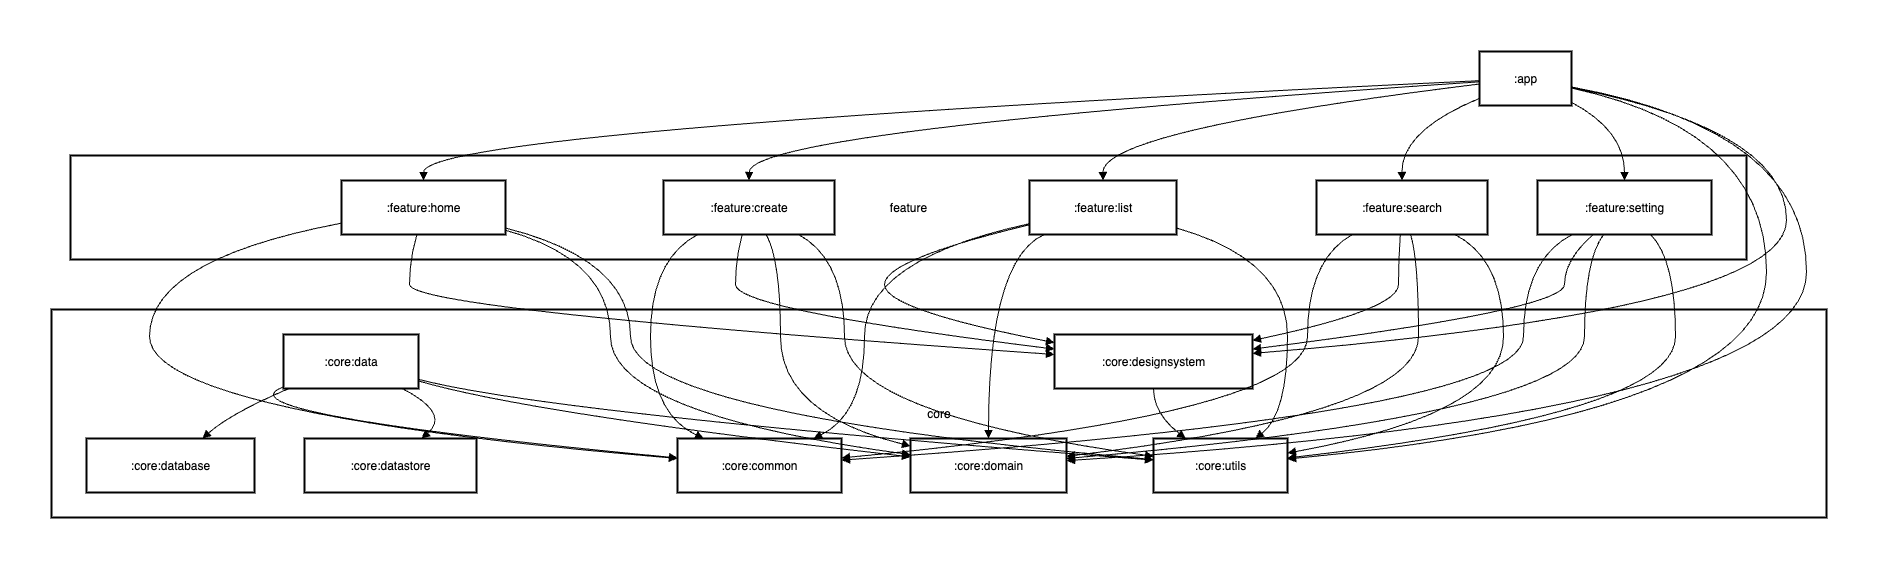 :app
:feature:home
:feature:create
feature
:feature:list
:feature:search
:feature:setting
:core:data
:core:designsystem
core
:core:database
:core:datastore
:core:common
:core:domain
:core:utils